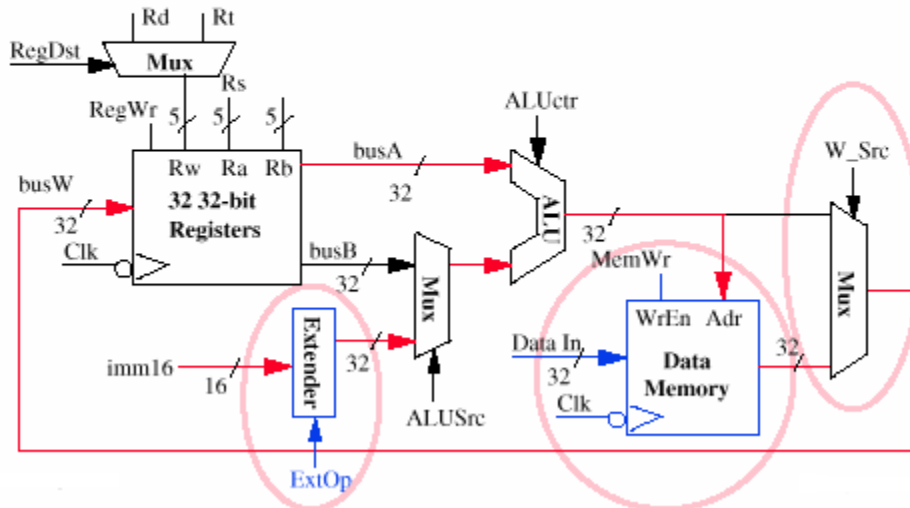 Rd Rt
RegDst
Mux
Rs
RegWr 5 5 5
ALUctr
Rw Ra Rb
busA
32
W_Src
busW
32
32 32-bit
Registers
ALU
32
Clk
busB
32
MemWr
Mux
Mux
WrEn Adr
Extender
32
Data In
32
Data
Memory
32
imm16
16
Clk
ALUSrc
ExtOp